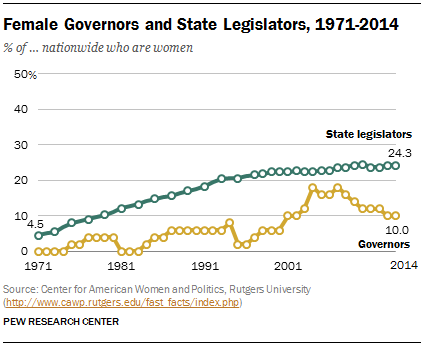 Female Governors and State Legislators, 1971-2014
% of ... nationwide who are women
50%
40
30
20
10
0
State legislators
24.3
4.5
10.0
Governors
1971
1981
1991
2001
2014
Source: Center for American Women and Politics, Rutgers University
(http://www.cawp.rutgers.edu/fast_facts/index.php)
PEW RESEARCH CENTER